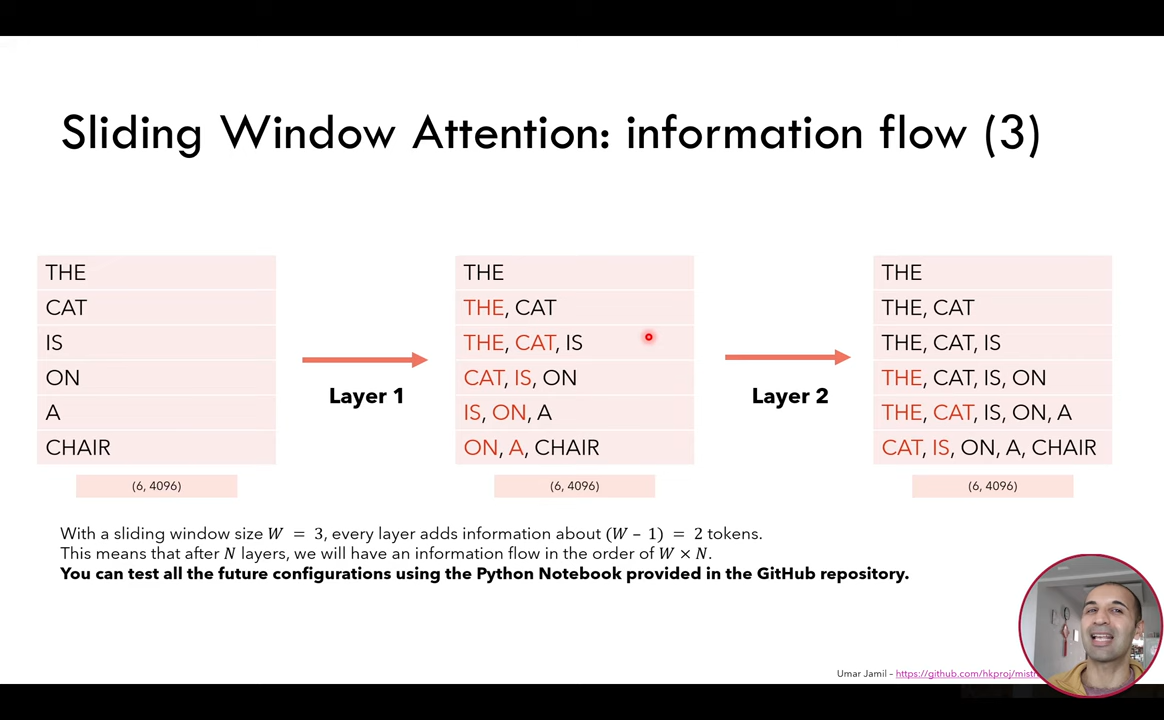 Sliding Window Attention: information flow (3)
THE
CAT
IS
ON
A
CHAIR
(6, 4096)
Layer 1
THE
THE, CAT
THE, CAT, IS
CAT, IS, ON
IS, ON, A
ON, A, CHAIR
(6, 4096)
Layer 2
THE
THE, CAT
THE, CAT, IS
THE, CAT, IS, ON
THE, CAT, IS, ON, A
CAT, IS, ON, A, CHAIR
(6, 4096)
With a sliding window size W = 3, every layer adds information about (W – 1) = 2 tokens.
This means that after N layers, we will have an information flow in the order of W × N.
You can test all the future configurations using the Python Notebook provided in the GitHub repository.
Umar Jamil – https://github.com/hkproj/mist